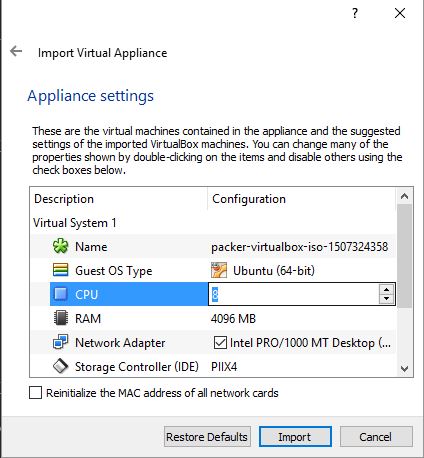 ?
Import Virtual Appliance
Appliance settings
These are the virtual machines contained in the appliance and the suggested
settings of the imported VirtualBox machines. You can change many of the
properties shown by double-clicking on the items and disable others using the
check boxes below.
Description Configuration
Virtual System 1
Name packer-virtualbox-iso-1507324358
Guest OS Type Ubuntu (64-bit)
CPU 8
RAM 4096 MB
Network Adapter Intel PRO/1000 MT Desktop (...
Storage Controller (IDE) PIIX4
Reinitialize the MAC address of all network cards
Restore Defaults Import Cancel